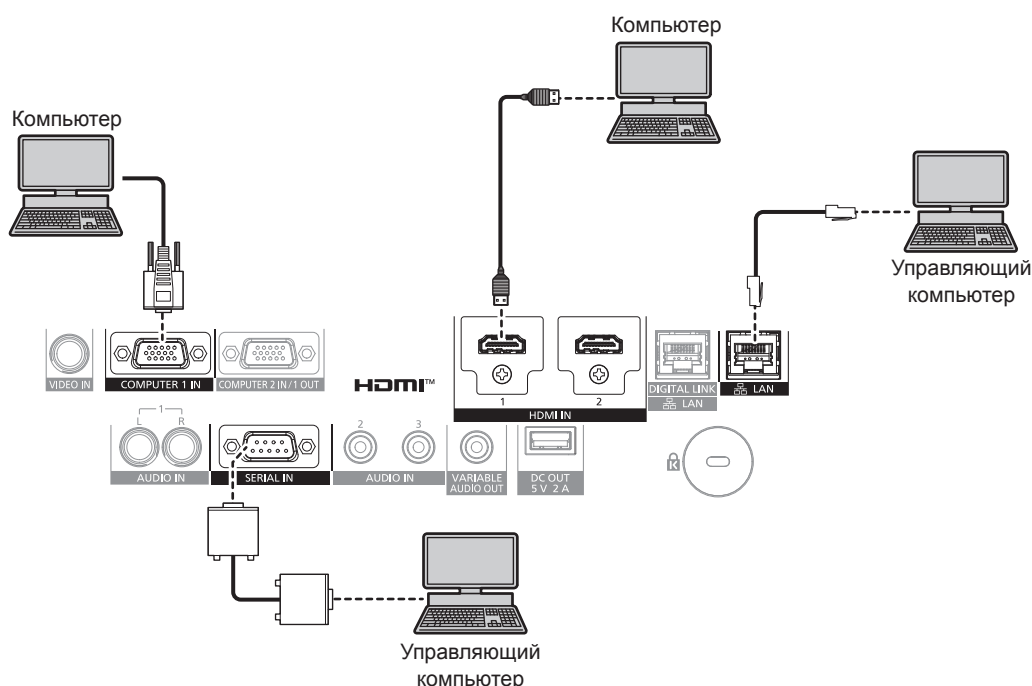 Компьютер
Компьютер
Управляющий
компьютер
VIDEO IN
COMPUTER 1 IN
COMPUTER 2 IN/1 OUT
HDMI™
1
2
HDMI IN
DIGITAL LINK
LAN
LAN
1
L R
AUDIO IN
SERIAL IN
2
3
AUDIO IN
VARIABLE
AUDIO OUT
DC OUT
5 V 2 A
K
Управляющий
компьютер